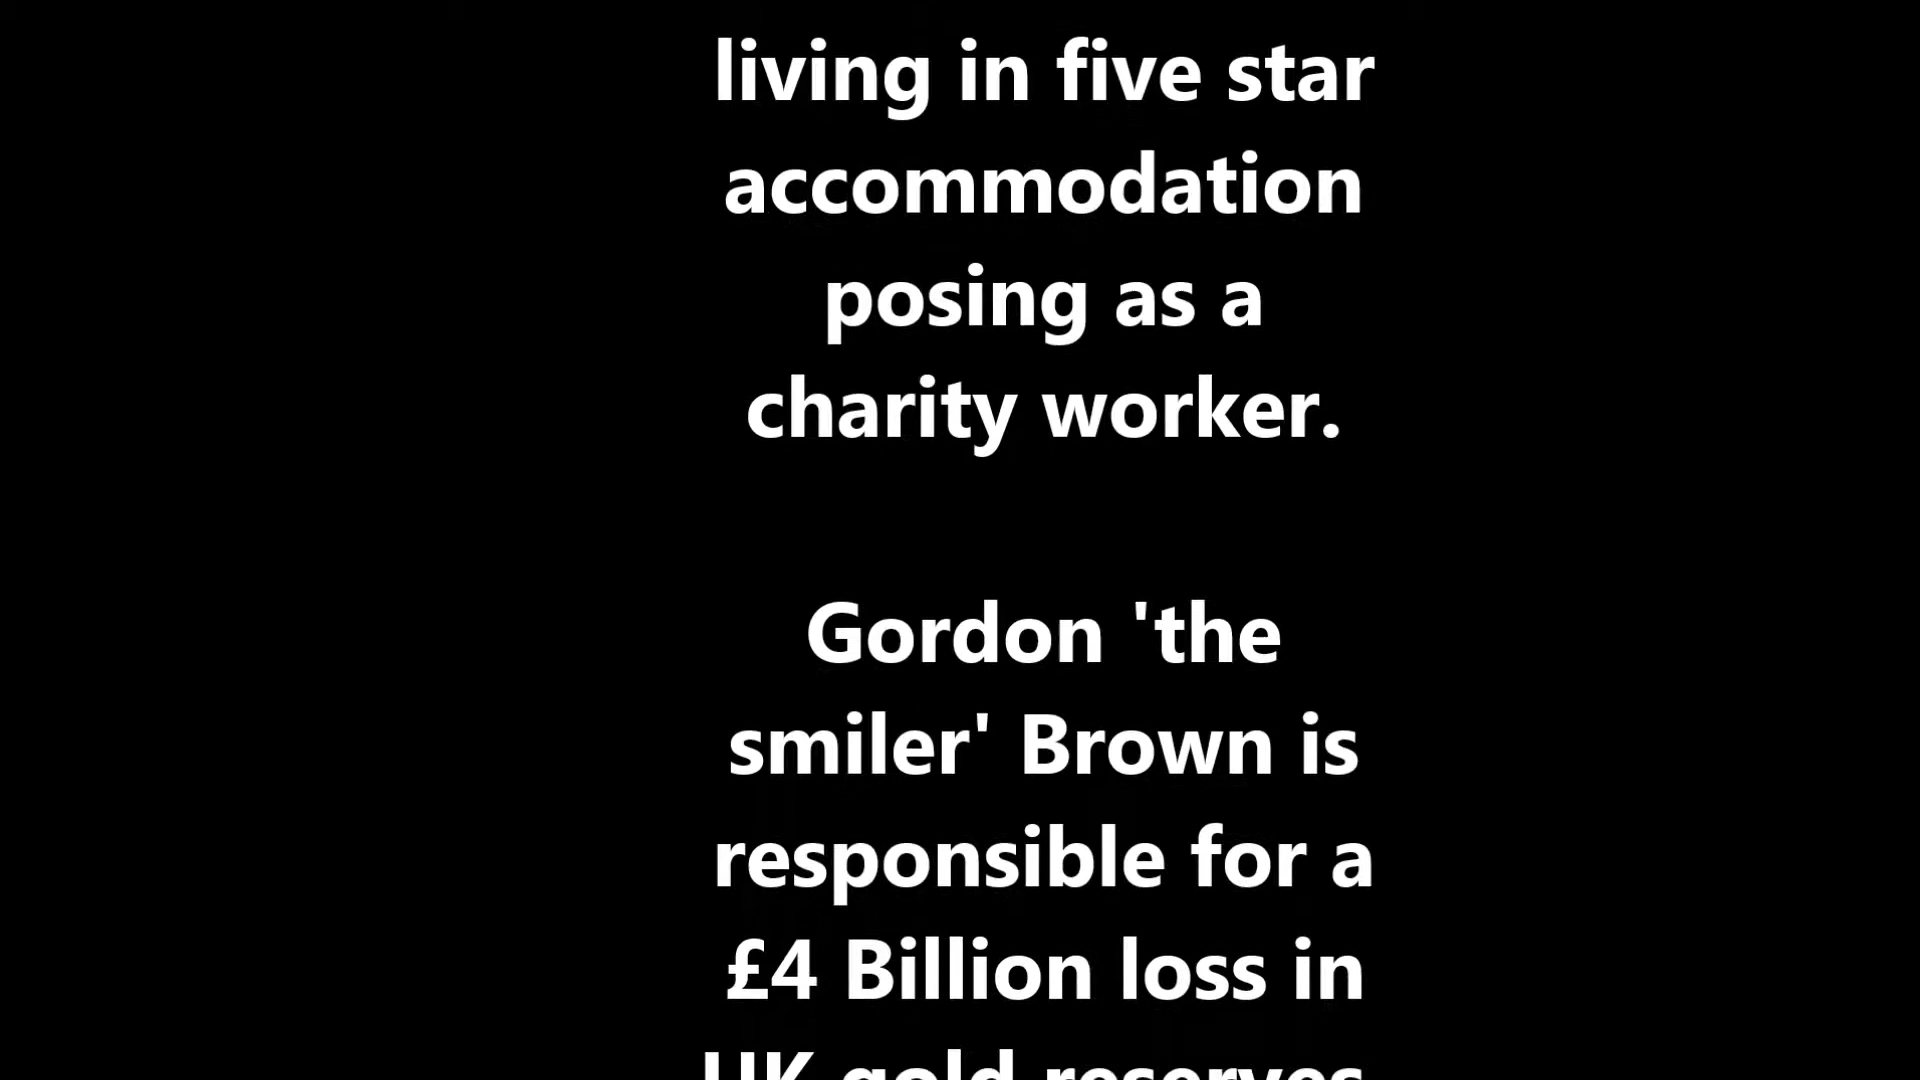 living in five star
accommodation
posing as a
charity worker.
Gordon 'the
smiler' Brown is
responsible for a
£4 Billion loss in
UK gold reserves